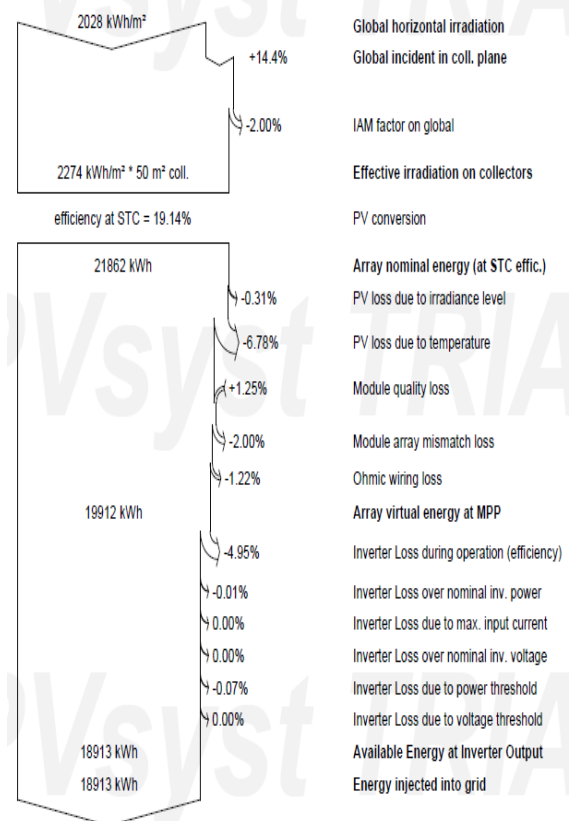 2028 kWh/m² Global horizontal irradiation
+14.4% Global incident in coll. plane
-2.00% IAM factor on global
2274 kWh/m² * 50 m² coll. Effective irradiation on collectors
efficiency at STC = 19.14% PV conversion
21862 kWh Array nominal energy (at STC effic.)
-0.31% PV loss due to irradiance level
-6.78% PV loss due to temperature
+1.25% Module quality loss
-2.00% Module array mismatch loss
-1.22% Ohmic wiring loss
19912 kWh Array virtual energy at MPP
-4.95% Inverter Loss during operation (efficiency)
-0.01% Inverter Loss over nominal inv. power
0.00% Inverter Loss due to max. input current
0.00% Inverter Loss over nominal inv. voltage
-0.07% Inverter Loss due to power threshold
0.00% Inverter Loss due to voltage threshold
18913 kWh Available Energy at Inverter Output
18913 kWh Energy injected into grid
PVsyst TRIA
PVsyst TRIA
PVsyst TRIA